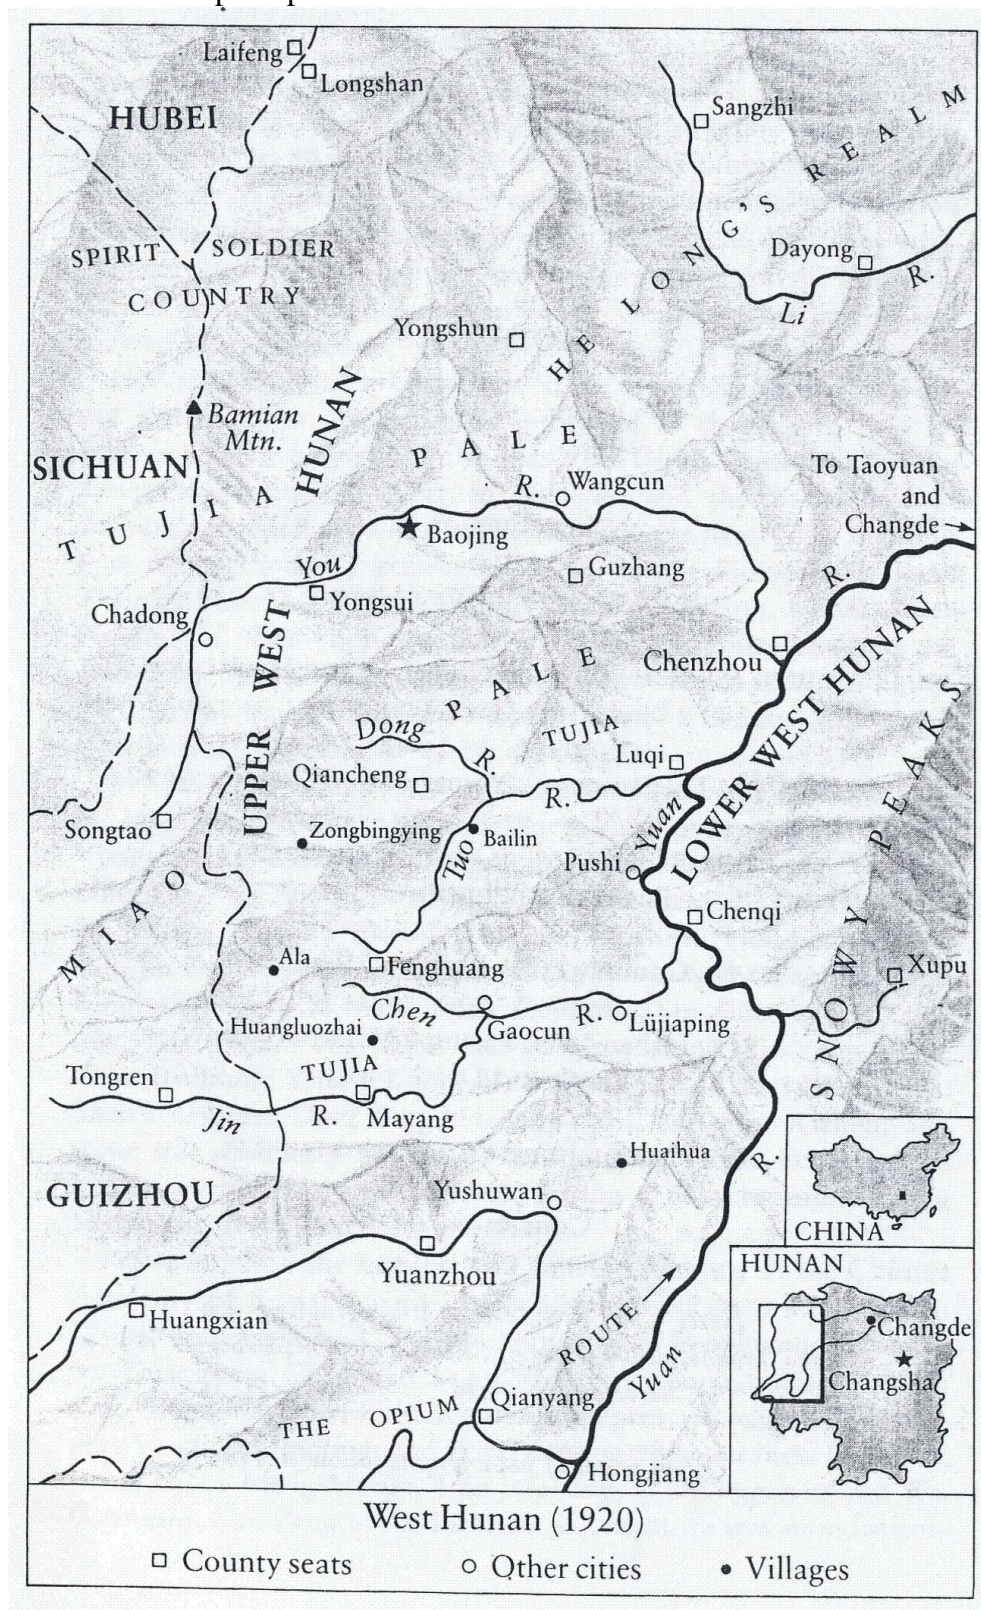 Laifeng
Longshan
HUBEI
Sangzhi
HE LONG'S REALM
SPIRIT SOLDIER
COUNTRY
Dayong
Li R.
Yongshun
Bamian
Mtn.
HUNAN
SICHUAN
TUJIA PALE
R.
Wangcun
To Taoyuan
and
Changde
Baojing
You
Guzhang
R.
Yongsui
Chadong
UPPER WEST
Chenzhou
LOWER WEST HUNAN
MIAO PALE
Dong R.
TUJIA
Luqi
Qiancheng
R.
Yuan
SNOWY PEAKS
Songtao
Zongbingying
Tuo
Bailin
Pushi
Chenqi
Ala
Fenghuang
Xupu
Chen R.
Gaocun
Lüjiaping
Huangluozhai
TUJIA
Tongren
Jin R.
Mayang
Huaihua
R.
GUIZHOU
Yushuwan
CHINA
Yuanzhou
HUNAN
Huangxian
Changde
Changsha
THE OPIUM ROUTE
Yuan
Qianyang
Hongjiang
West Hunan (1920)
County seats
Other cities
Villages